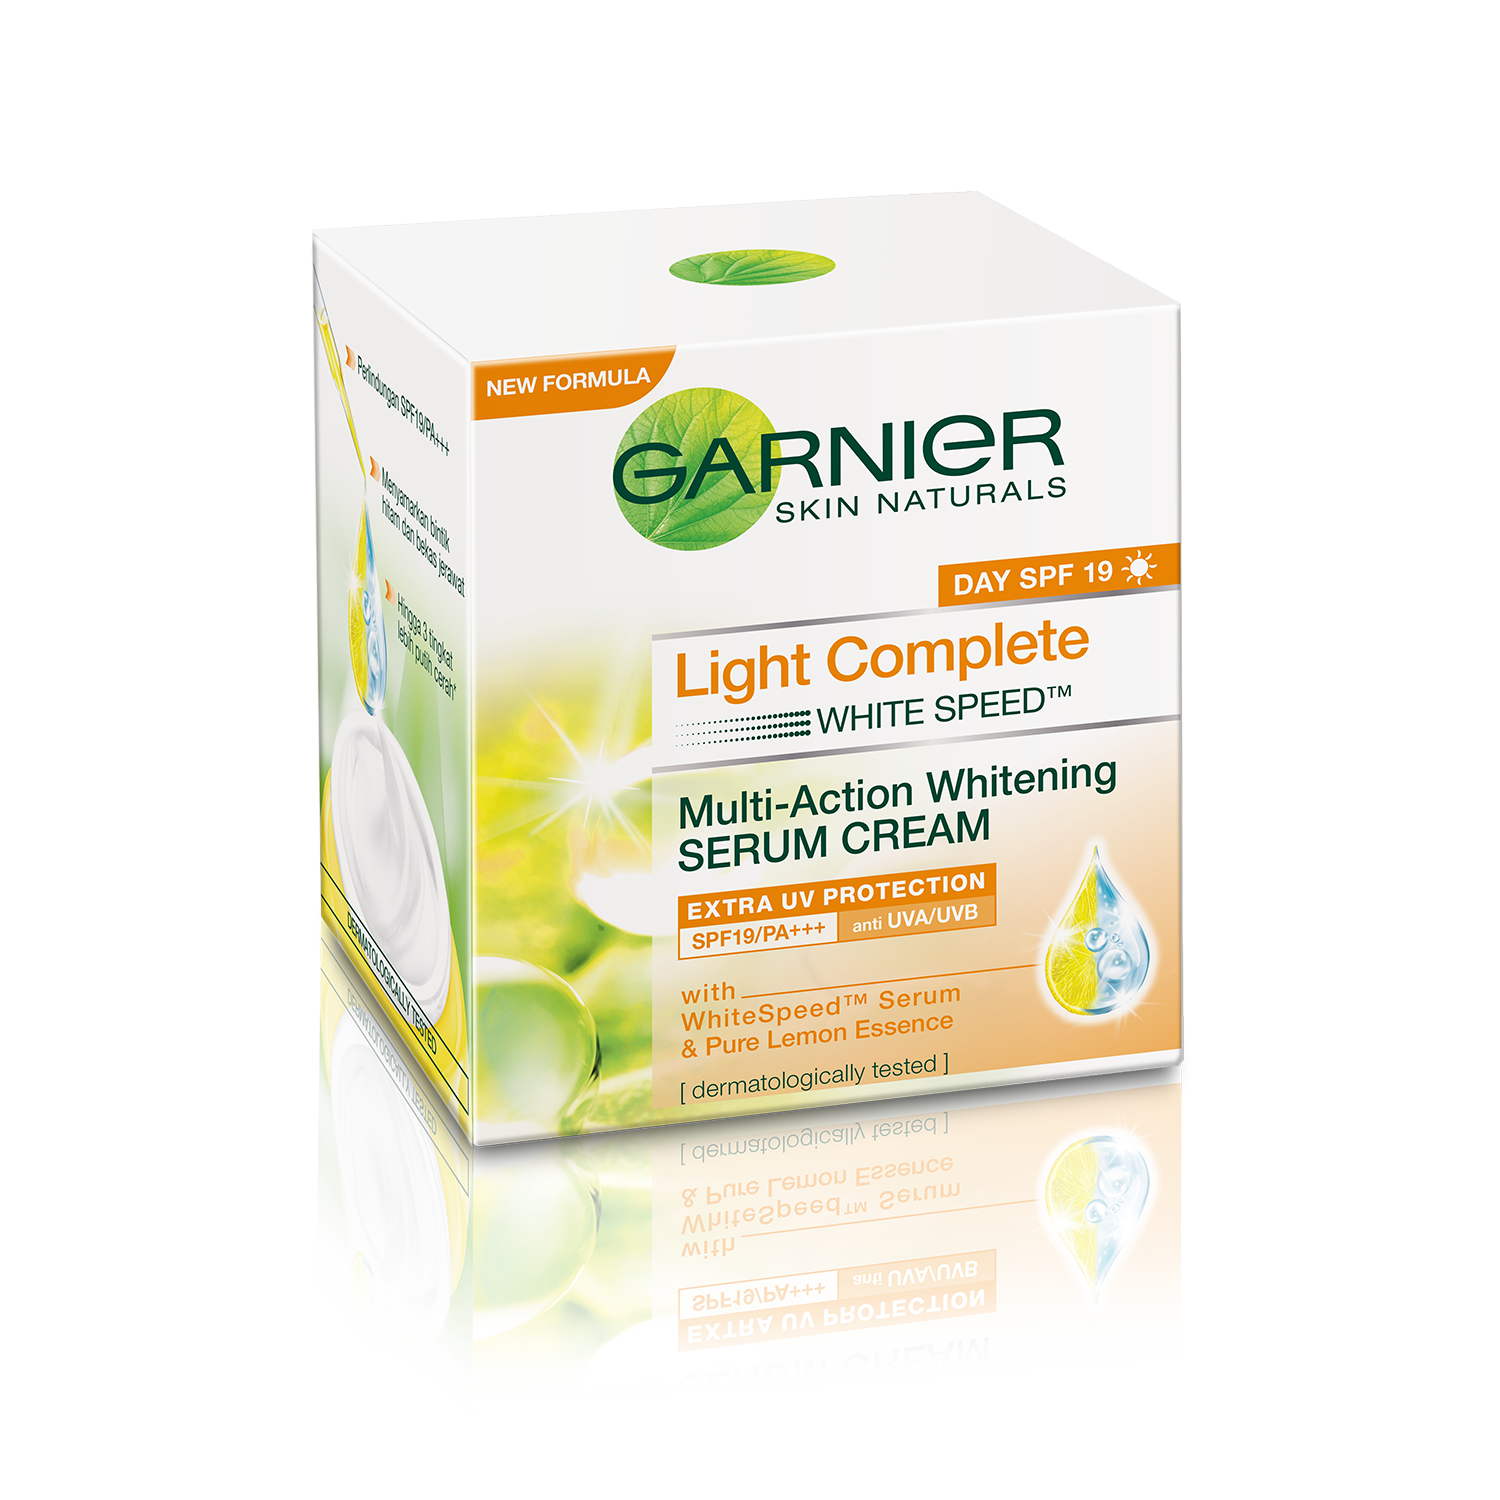 NEW FORMULA
GARNIER
SKIN NATURALS
DAY SPF 19
Light Complete
WHITE SPEED™
Multi-Action Whitening
SERUM CREAM
EXTRA UV PROTECTION
SPF19/PA+++ anti UVA/UVB
with
WhiteSpeed™ Serum
& Pure Lemon Essence
[ dermatologically tested ]
Perlindungan SPF19/PA+++
Menyamarkan bintik
hitam dan bekas jerawat
Hingga 3 tingkat
lebih putih cerah*
DERMATOLOGICALLY TESTED